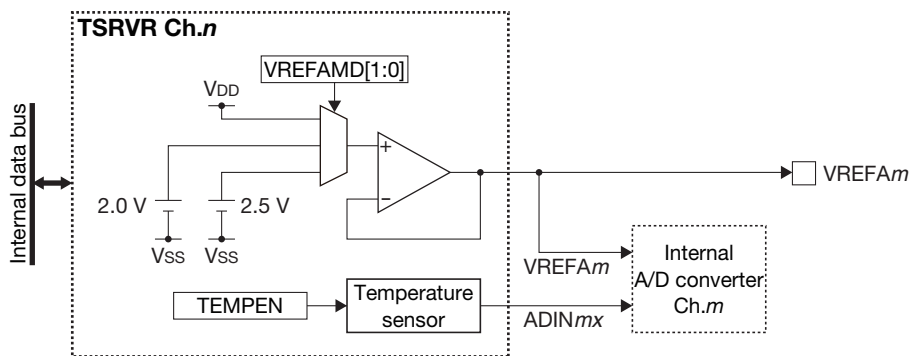 TSRVR Ch.n
VREFAMD[1:0]
VDD
Internal data bus
+
VREFAm
2.0 V
2.5 V
−
VSS
VSS
VREFAm
Internal
A/D converter
Ch.m
TEMPEN
Temperature
sensor
ADINmx